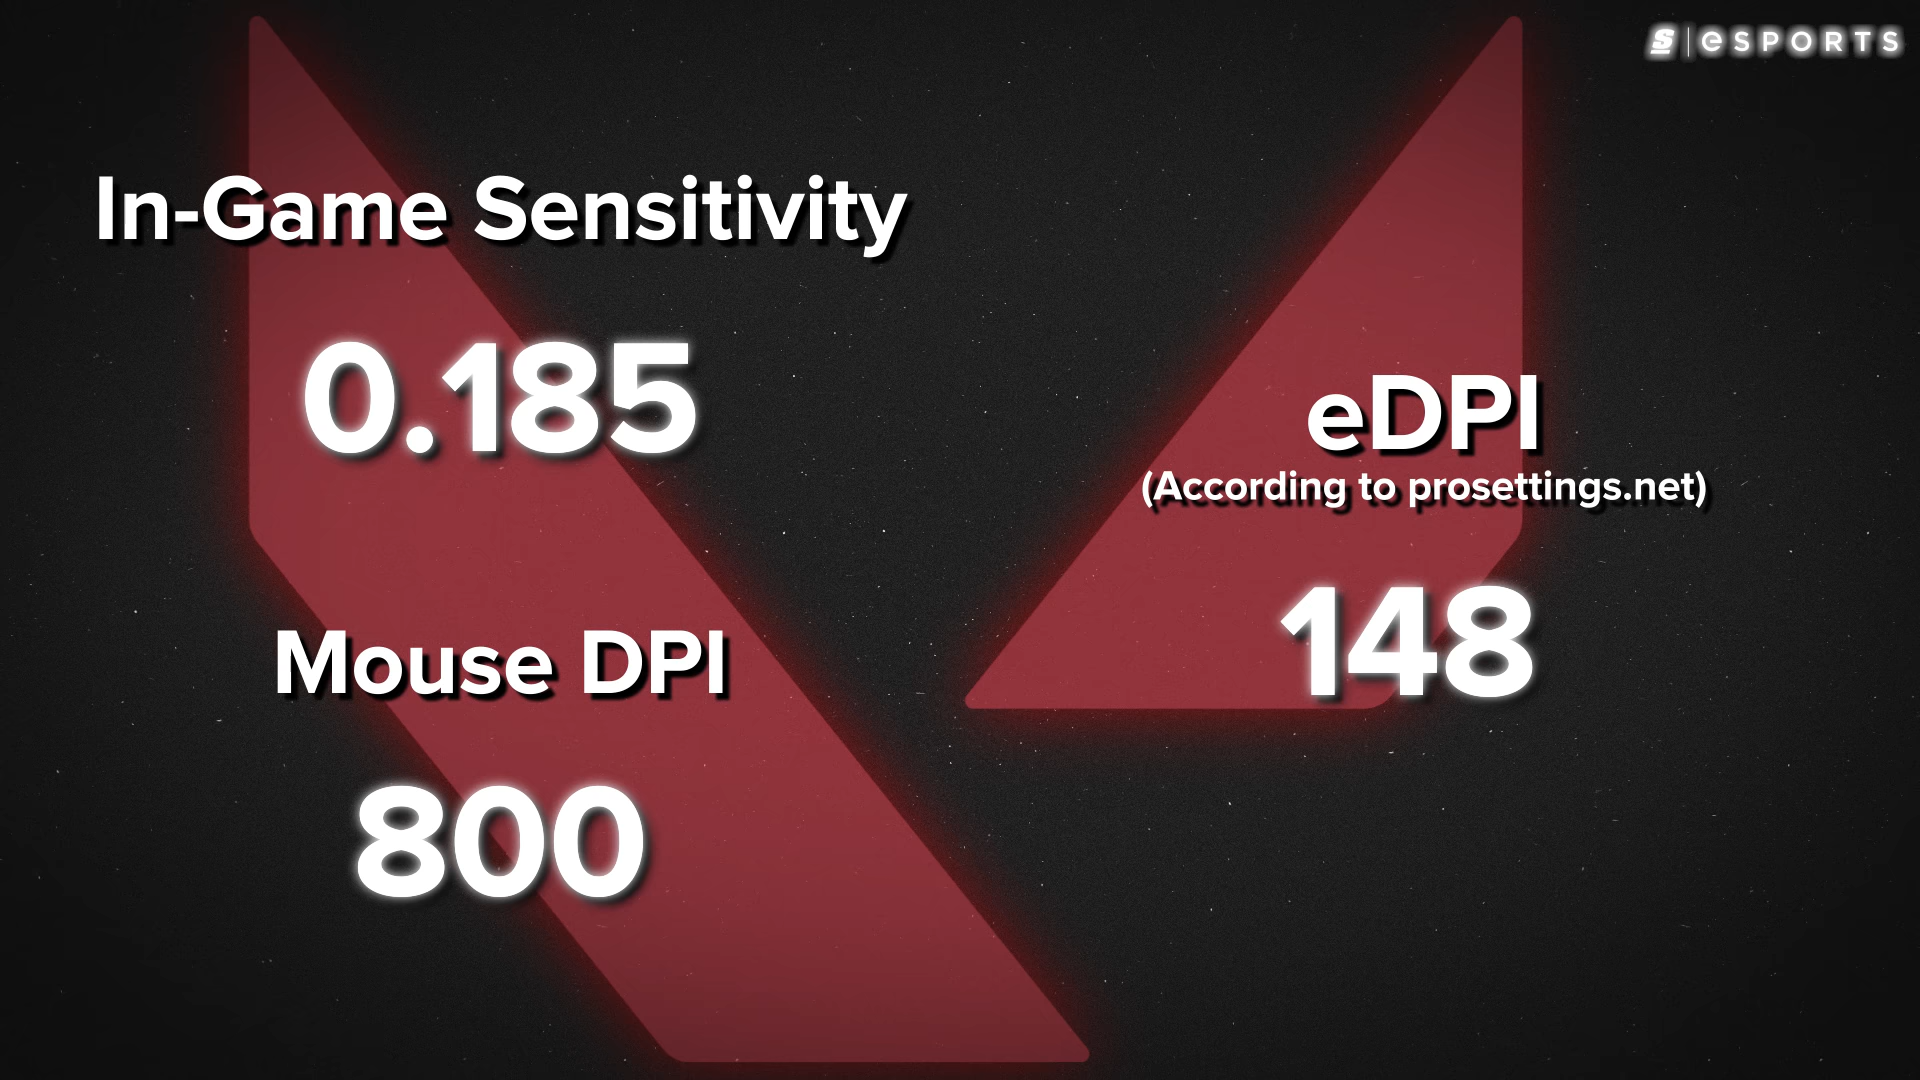 eSPORTS
In-Game Sensitivity
0.185
Mouse DPI
800
eDPI
(According to prosettings.net)
148